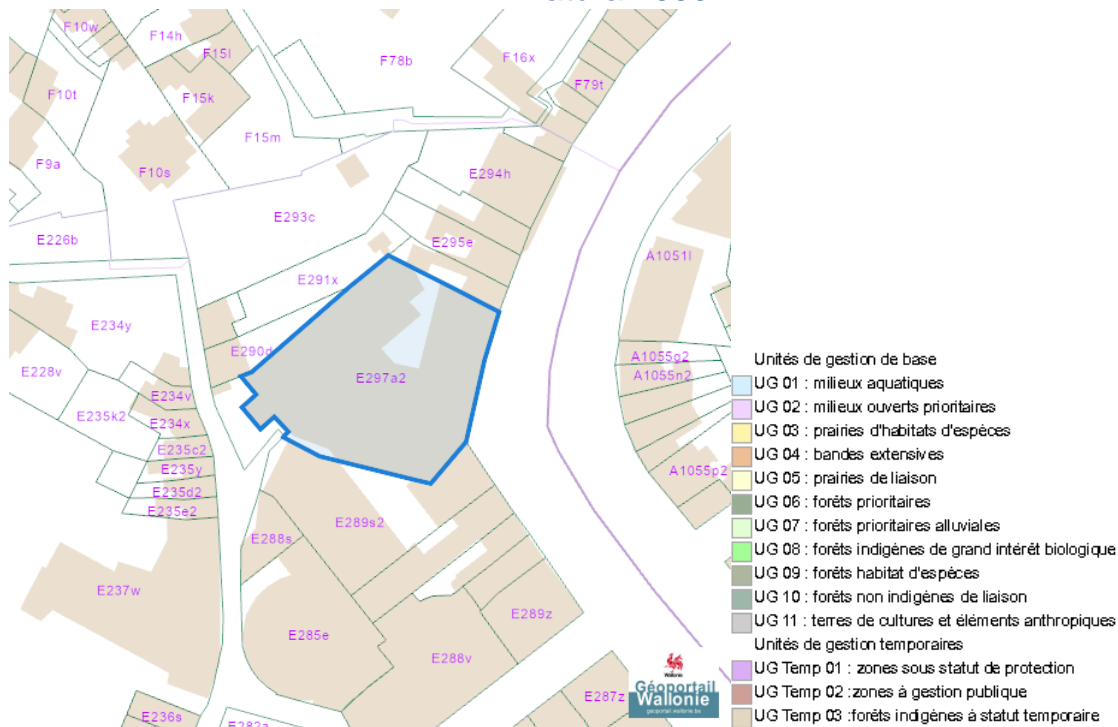 F10w
F14h
F15l
F78b
F16x
F79t
F10t
F15k
F15m
F9a
F10s
E294h
E293c
E226b
E295e
A1051l
E291x
E234y
E290d
A1055g2
E228v
E297a2
A1055n2
E234v
E235k2
E234x
E235c2
E235y
A1055p2
E235d2
E235e2
E289s2
E288s
E237w
E289z
E285e
E288v
E287z
E236s
E282a
Wallonie
Géoportail
Wallonie
geoportail.wallonie.be
Unités de gestion de base
UG 01 : milieux aquatiques
UG 02 : milieux ouverts prioritaires
UG 03 : prairies d'habitats d'espèces
UG 04 : bandes extensives
UG 05 : prairies de liaison
UG 06 : forêts prioritaires
UG 07 : forêts prioritaires alluviales
UG 08 : forêts indigènes de grand intérêt biologique
UG 09 : forêts habitat d'espèces
UG 10 : forêts non indigènes de liaison
UG 11 : terres de cultures et éléments anthropiques
Unités de gestion temporaires
UG Temp 01 : zones sous statut de protection
UG Temp 02 :zones à gestion publique
UG Temp 03 :forêts indigènes à statut temporaire